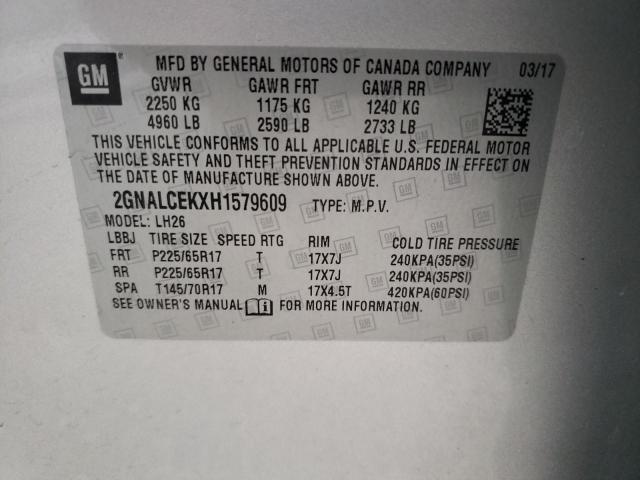 GM MFD BY GENERAL MOTORS OF CANADA COMPANY 03/17
GVWR GAWR FRT GAWR RR
2250 KG 1175 KG 1240 KG
4960 LB 2590 LB 2733 LB
THIS VEHICLE CONFORMS TO ALL APPLICABLE U.S. FEDERAL MOTOR
VEHICLE SAFETY AND THEFT PREVENTION STANDARDS IN EFFECT ON
THE DATE OF MANUFACTURE SHOWN ABOVE.
2GNALCEKXH1579609 TYPE: M.P.V.
MODEL: LH26
LBBJ TIRE SIZE SPEED RTG RIM COLD TIRE PRESSURE
FRT P225/65R17 T 17X7J 240KPA(35PSI)
RR P225/65R17 T 17X7J 240KPA(35PSI)
SPA T145/70R17 M 17X4.5T 420KPA(60PSI)
SEE OWNER'S MANUAL i FOR MORE INFORMATION.